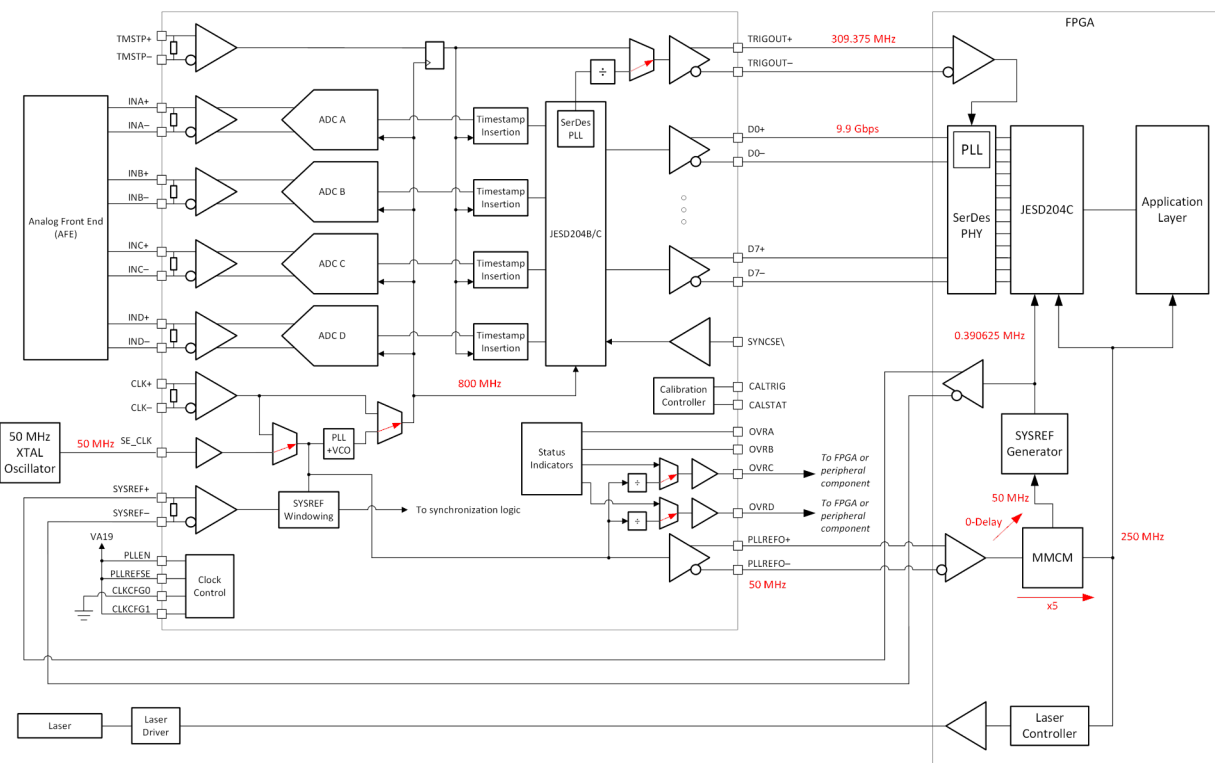 FPGA
TMSTP+
TMSTP–
TRIGOUT+
309.375 MHz
TRIGOUT–
÷
Analog Front End
(AFE)
INA+
INA–
ADC A
Timestamp
Insertion
SerDes
PLL
D0+
9.9 Gbps
D0–
PLL
SerDes
PHY
JESD204C
Application
Layer
INB+
INB–
ADC B
Timestamp
Insertion
JESD204B/C
INC+
INC–
ADC C
Timestamp
Insertion
D7+
D7–
IND+
IND–
ADC D
Timestamp
Insertion
SYNCSE\
0.390625 MHz
CLK+
CLK–
800 MHz
Calibration
Controller
CALTRIG
CALSTAT
50 MHz
XTAL
Oscillator
50 MHz
SE_CLK
PLL
+VCO
Status
Indicators
OVRA
OVRB
OVRC
OVRD
÷
÷
To FPGA or
peripheral
component
To FPGA or
peripheral
component
SYSREF
Generator
SYSREF+
SYSREF–
SYSREF
Windowing
To synchronization logic
50 MHz
0-Delay
MMCM
250 MHz
x5
VA19
PLLEN
PLLREFSE
CLKCFG0
CLKCFG1
Clock
Control
PLLREFO+
PLLREFO–
50 MHz
Laser
Laser
Driver
Laser
Controller